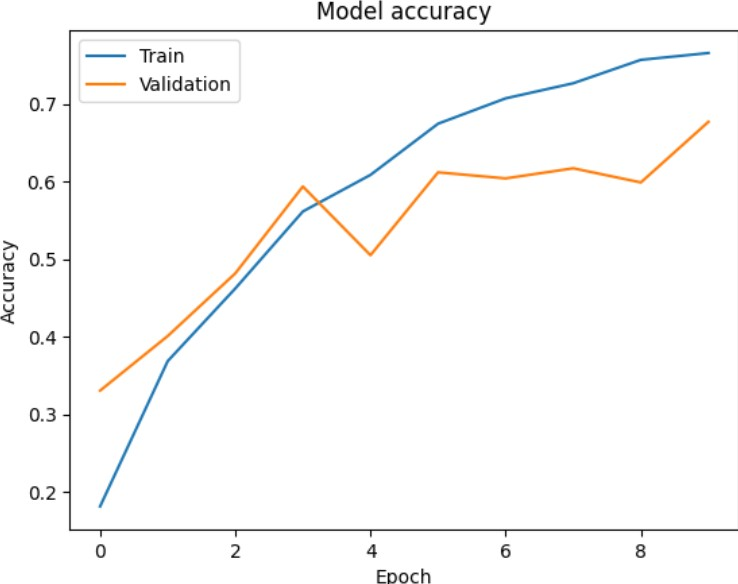 Model accuracy
Train
Validation
0.7
0.6
0.5
0.4
0.3
0.2
Accuracy
0 2 4 6 8
Epoch